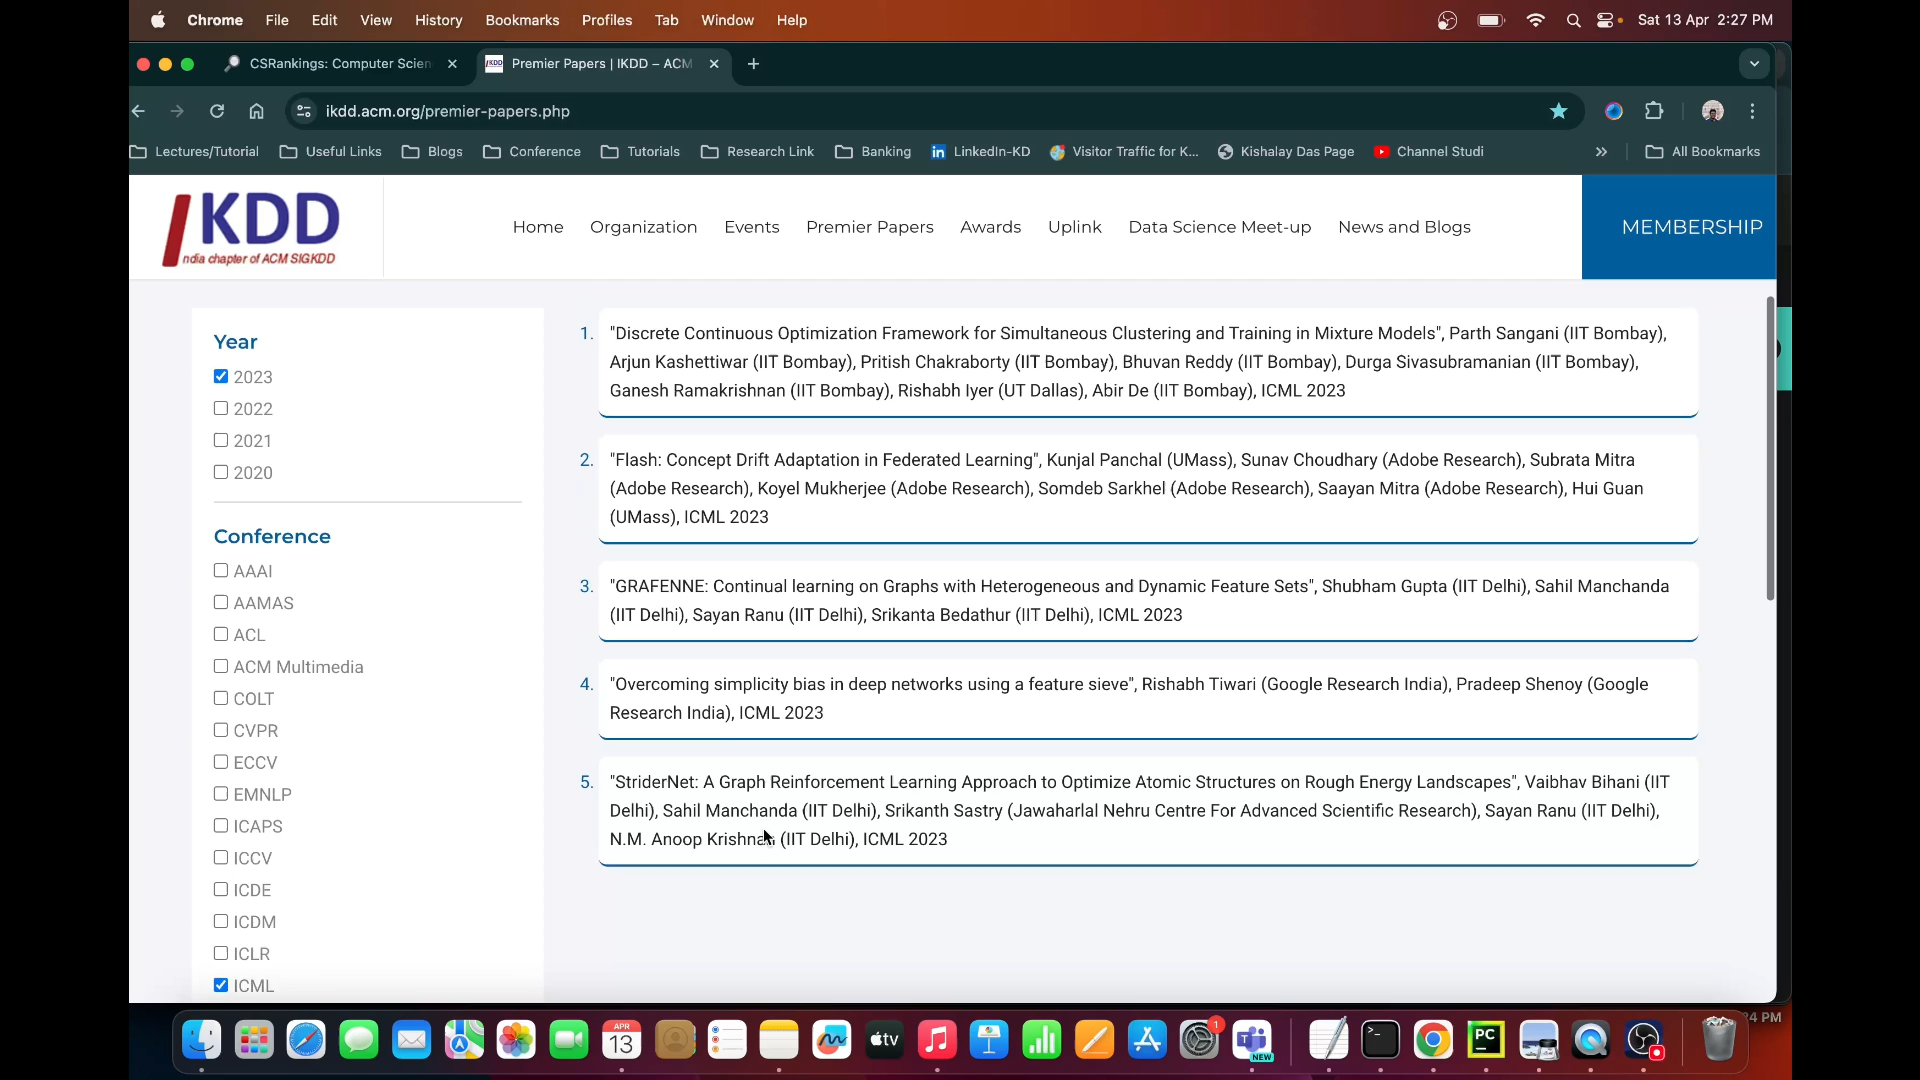 Chrome File Edit View History Bookmarks Profiles Tab Window Help Sat 13 Apr 2:27 PM
CSRankings: Computer Scien Premier Papers | IKDD – ACM
ikdd.acm.org/premier-papers.php
Lectures/Tutorial Useful Links Blogs Conference Tutorials Research Link Banking LinkedIn-KD Visitor Traffic for K... Kishalay Das Page Channel Studi » All Bookmarks
IKDD
ndia chapter of ACM SIGKDD
Home Organization Events Premier Papers Awards Uplink Data Science Meet-up News and Blogs MEMBERSHIP
Year
2023
2022
2021
2020
Conference
AAAI
AAMAS
ACL
ACM Multimedia
COLT
CVPR
ECCV
EMNLP
ICAPS
ICCV
ICDE
ICDM
ICLR
ICML
1. "Discrete Continuous Optimization Framework for Simultaneous Clustering and Training in Mixture Models", Parth Sangani (IIT Bombay),
Arjun Kashettiwar (IIT Bombay), Pritish Chakraborty (IIT Bombay), Bhuvan Reddy (IIT Bombay), Durga Sivasubramanian (IIT Bombay),
Ganesh Ramakrishnan (IIT Bombay), Rishabh Iyer (UT Dallas), Abir De (IIT Bombay), ICML 2023
2. "Flash: Concept Drift Adaptation in Federated Learning", Kunjal Panchal (UMass), Sunav Choudhary (Adobe Research), Subrata Mitra
(Adobe Research), Koyel Mukherjee (Adobe Research), Somdeb Sarkhel (Adobe Research), Saayan Mitra (Adobe Research), Hui Guan
(UMass), ICML 2023
3. "GRAFENNE: Continual learning on Graphs with Heterogeneous and Dynamic Feature Sets", Shubham Gupta (IIT Delhi), Sahil Manchanda
(IIT Delhi), Sayan Ranu (IIT Delhi), Srikanta Bedathur (IIT Delhi), ICML 2023
4. "Overcoming simplicity bias in deep networks using a feature sieve", Rishabh Tiwari (Google Research India), Pradeep Shenoy (Google
Research India), ICML 2023
5. "StriderNet: A Graph Reinforcement Learning Approach to Optimize Atomic Structures on Rough Energy Landscapes", Vaibhav Bihani (IIT
Delhi), Sahil Manchanda (IIT Delhi), Srikanth Sastry (Jawaharlal Nehru Centre For Advanced Scientific Research), Sayan Ranu (IIT Delhi),
N.M. Anoop Krishnan (IIT Delhi), ICML 2023
4 PM
APR
13
tv
1
NEW
PC